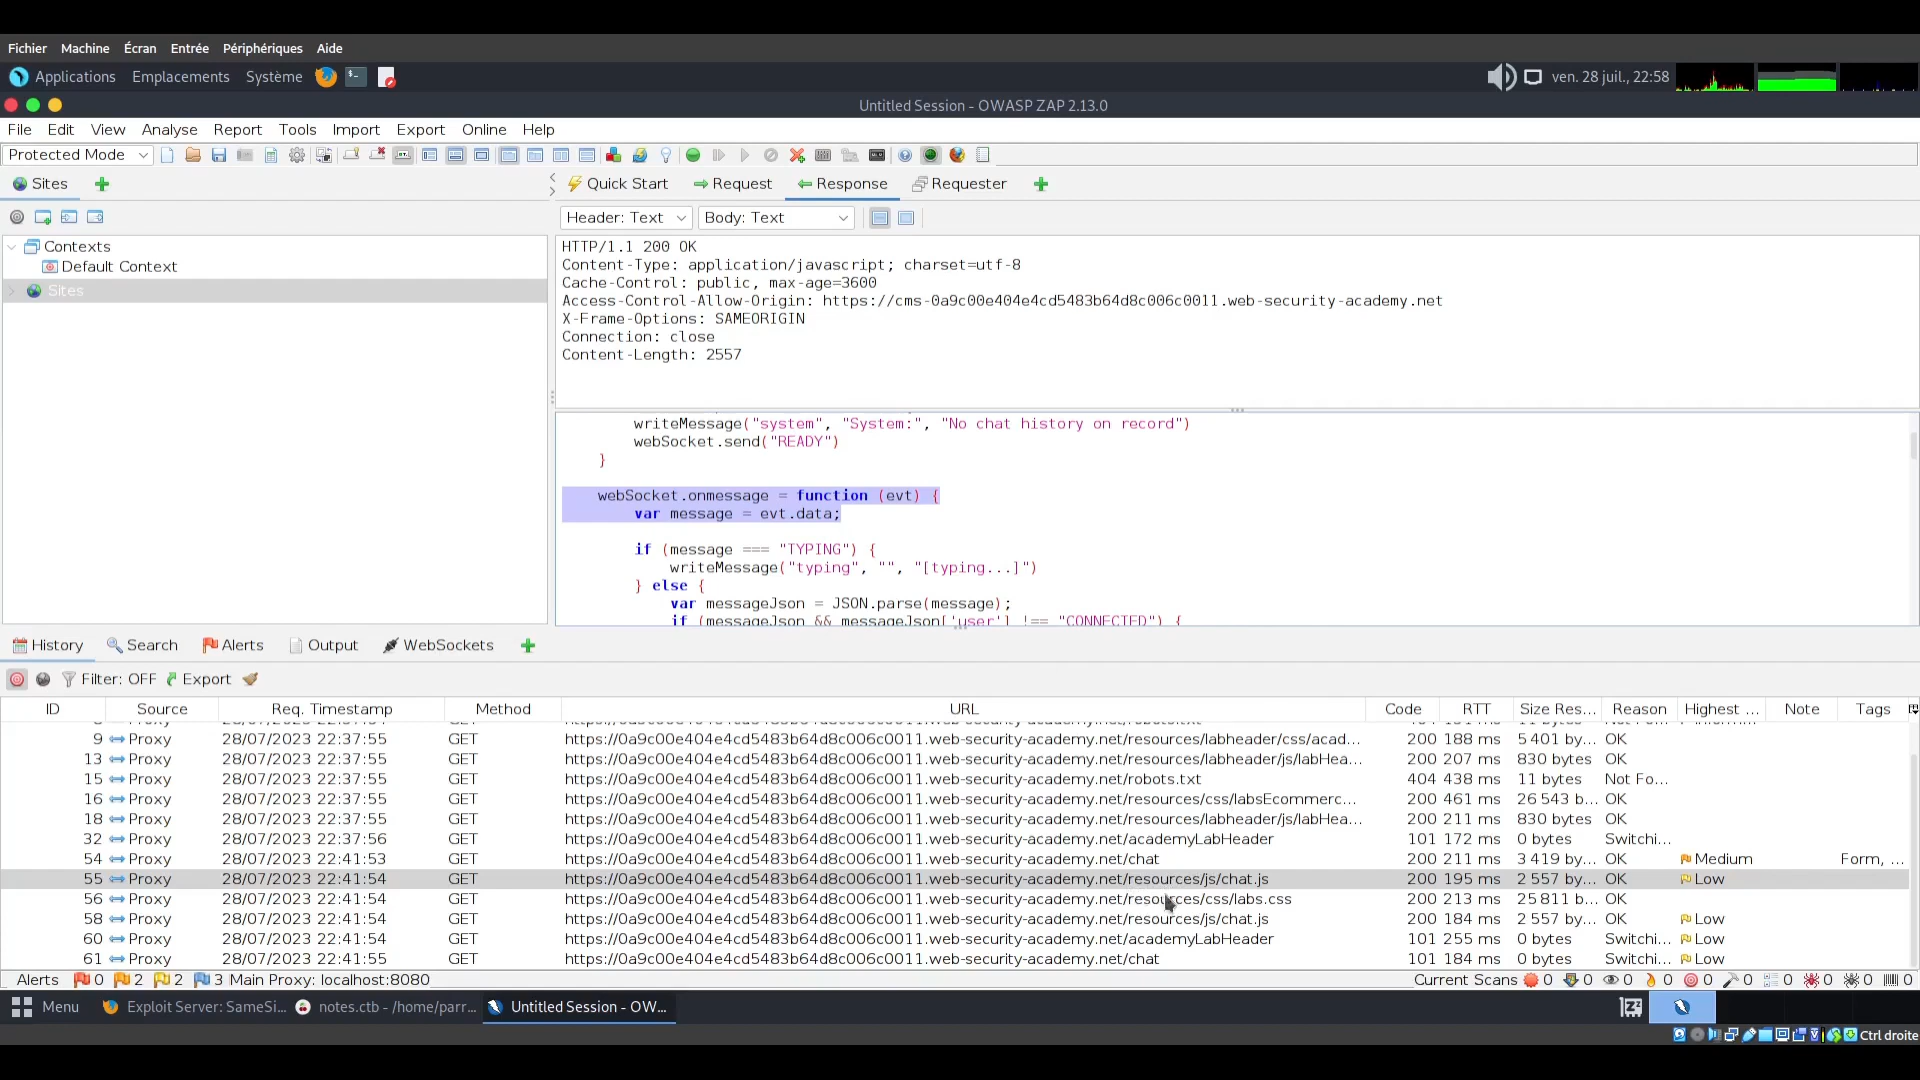 Fichier Machine Écran Entrée Périphériques Aide
Applications Emplacements Système ven. 28 juil., 22:58
Untitled Session - OWASP ZAP 2.13.0
File Edit View Analyse Report Tools Import Export Online Help
Protected Mode
Sites Quick Start Request Response Requester
Header: Text Body: Text
Contexts
Default Context
Sites
HTTP/1.1 200 OK
Content-Type: application/javascript; charset=utf-8
Cache-Control: public, max-age=3600
Access-Control-Allow-Origin: https://cms-0a9c00e404e4cd5483b64d8c006c0011.web-security-academy.net
X-Frame-Options: SAMEORIGIN
Connection: close
Content-Length: 2557
writeMessage("system", "System:", "No chat history on record")
webSocket.send("READY")
}
webSocket.onmessage = function (evt) {
var message = evt.data;
if (message === "TYPING") {
writeMessage("typing", "", "[typing...]")
} else {
var messageJson = JSON.parse(message);
if (messageJson && messageJson['user'] !== "CONNECTED") {
History Search Alerts Output WebSockets
Filter: OFF Export
ID Source Req. Timestamp Method URL Code RTT Size Res... Reason Highest ... Note Tags
9 Proxy 28/07/2023 22:37:55 GET https://0a9c00e404e4cd5483b64d8c006c0011.web-security-academy.net/resources/labheader/css/acad... 200 188 ms 5 401 by... OK
13 Proxy 28/07/2023 22:37:55 GET https://0a9c00e404e4cd5483b64d8c006c0011.web-security-academy.net/resources/labheader/js/labHea... 200 207 ms 830 bytes OK
15 Proxy 28/07/2023 22:37:55 GET https://0a9c00e404e4cd5483b64d8c006c0011.web-security-academy.net/robots.txt 404 438 ms 11 bytes Not Fo...
16 Proxy 28/07/2023 22:37:55 GET https://0a9c00e404e4cd5483b64d8c006c0011.web-security-academy.net/resources/css/labsEcommerc... 200 461 ms 26 543 b... OK
18 Proxy 28/07/2023 22:37:55 GET https://0a9c00e404e4cd5483b64d8c006c0011.web-security-academy.net/resources/labheader/js/labHea... 200 211 ms 830 bytes OK
32 Proxy 28/07/2023 22:37:56 GET https://0a9c00e404e4cd5483b64d8c006c0011.web-security-academy.net/academyLabHeader 101 172 ms 0 bytes Switchi...
54 Proxy 28/07/2023 22:41:53 GET https://0a9c00e404e4cd5483b64d8c006c0011.web-security-academy.net/chat 200 211 ms 3 419 by... OK Medium Form, ...
55 Proxy 28/07/2023 22:41:54 GET https://0a9c00e404e4cd5483b64d8c006c0011.web-security-academy.net/resources/js/chat.js 200 195 ms 2 557 by... OK Low
56 Proxy 28/07/2023 22:41:54 GET https://0a9c00e404e4cd5483b64d8c006c0011.web-security-academy.net/resources/css/labs.css 200 213 ms 25 811 b... OK
58 Proxy 28/07/2023 22:41:54 GET https://0a9c00e404e4cd5483b64d8c006c0011.web-security-academy.net/resources/js/chat.js 200 184 ms 2 557 by... OK Low
60 Proxy 28/07/2023 22:41:54 GET https://0a9c00e404e4cd5483b64d8c006c0011.web-security-academy.net/academyLabHeader 101 255 ms 0 bytes Switchi... Low
61 Proxy 28/07/2023 22:41:55 GET https://0a9c00e404e4cd5483b64d8c006c0011.web-security-academy.net/chat 101 184 ms 0 bytes Switchi... Low
Alerts 0 2 2 3 Main Proxy: localhost:8080 Current Scans 0 0 0 0 0 0 0 0 0 0
Menu Exploit Server: SameSi... notes.ctb - /home/parr... Untitled Session - OW...
Ctrl droite